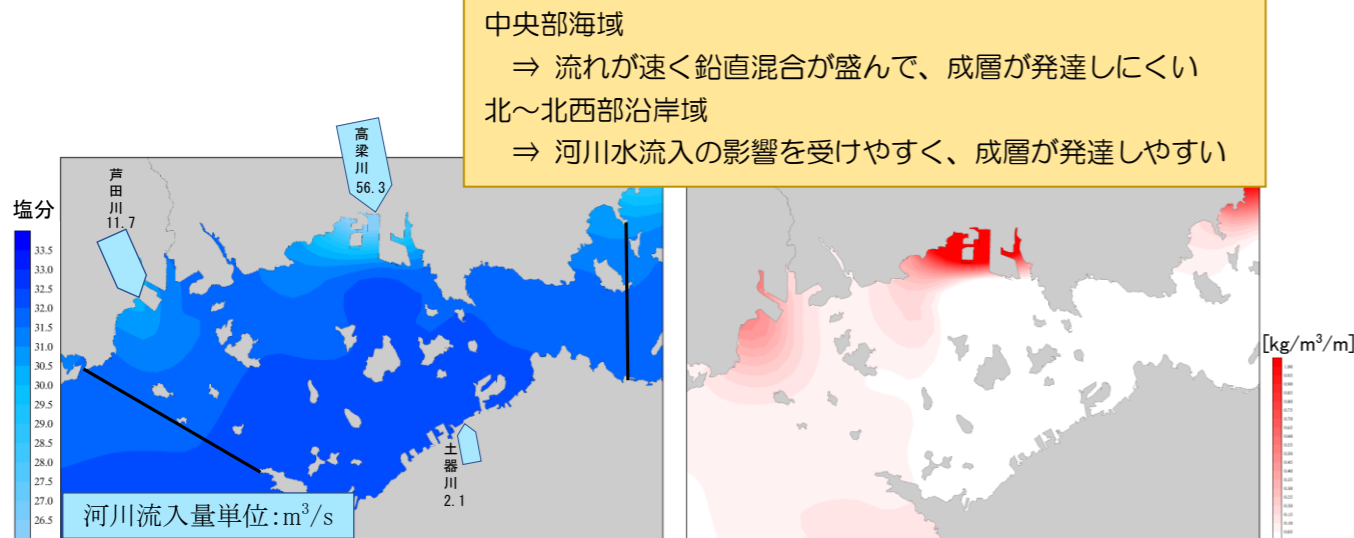 中央部海域
⇒ 流れが速く鉛直混合が盛んで、成層が発達しにくい
北～北西部沿岸域
⇒ 河川水流入の影響を受けやすく、成層が発達しやすい
高梁川
56.3
芦田川
11.7
塩分
33.5
33.0
32.0
31.5
30.5
30.0
29.5
29.0
28.5
28.0
27.5
27.0
26.5
土器川
2.1
河川流入量単位:m³/s
[kg/m³/m]